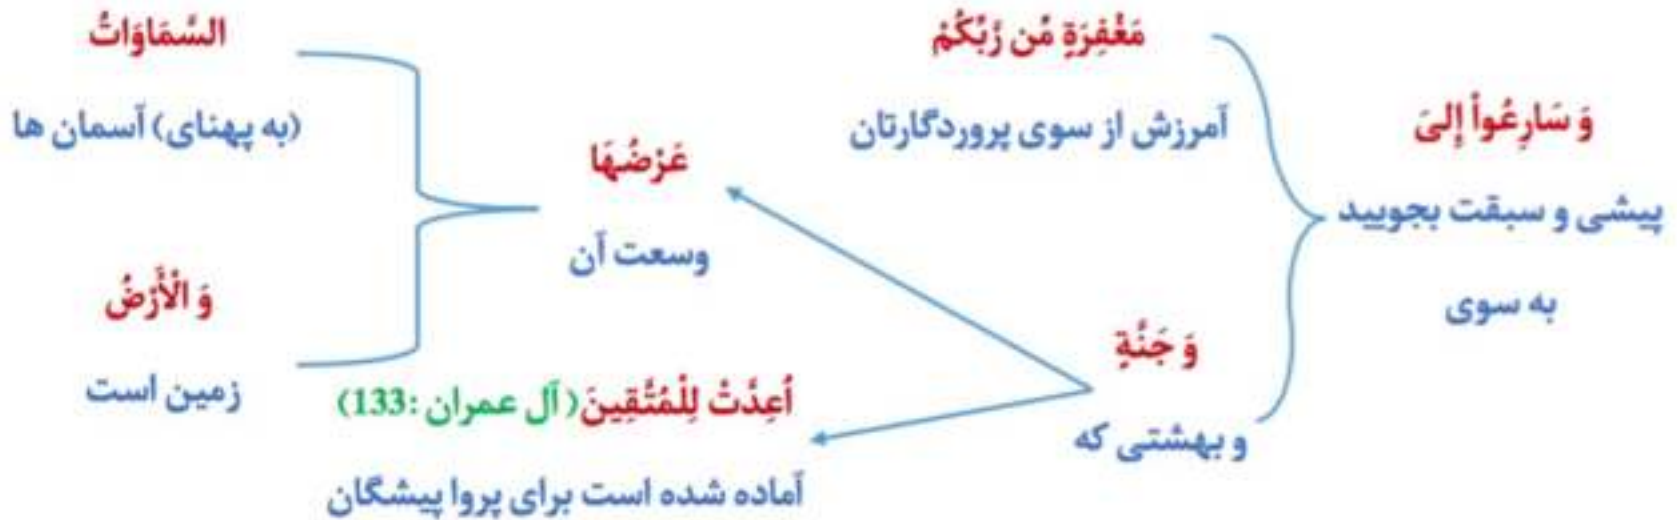 وَ سَارِعُواْ إِلىَ
پیشی و سبقت بجویید
به سوی
مَغْفِرَةٍ مِّن رَّبِّكُمْ
آمرزش از سوی پروردگارتان
وَ جَنَّةٍ
و بهشتی که
عَرْضُهَا
وسعت آن
السَّمَاوَاتُ
(به پهنای) آسمان ها
وَ الْأَرْضُ
زمین است
أُعِدَّتْ لِلْمُتَّقِينَ( آل عمران :133)
آماده شده است برای پروا پیشگان